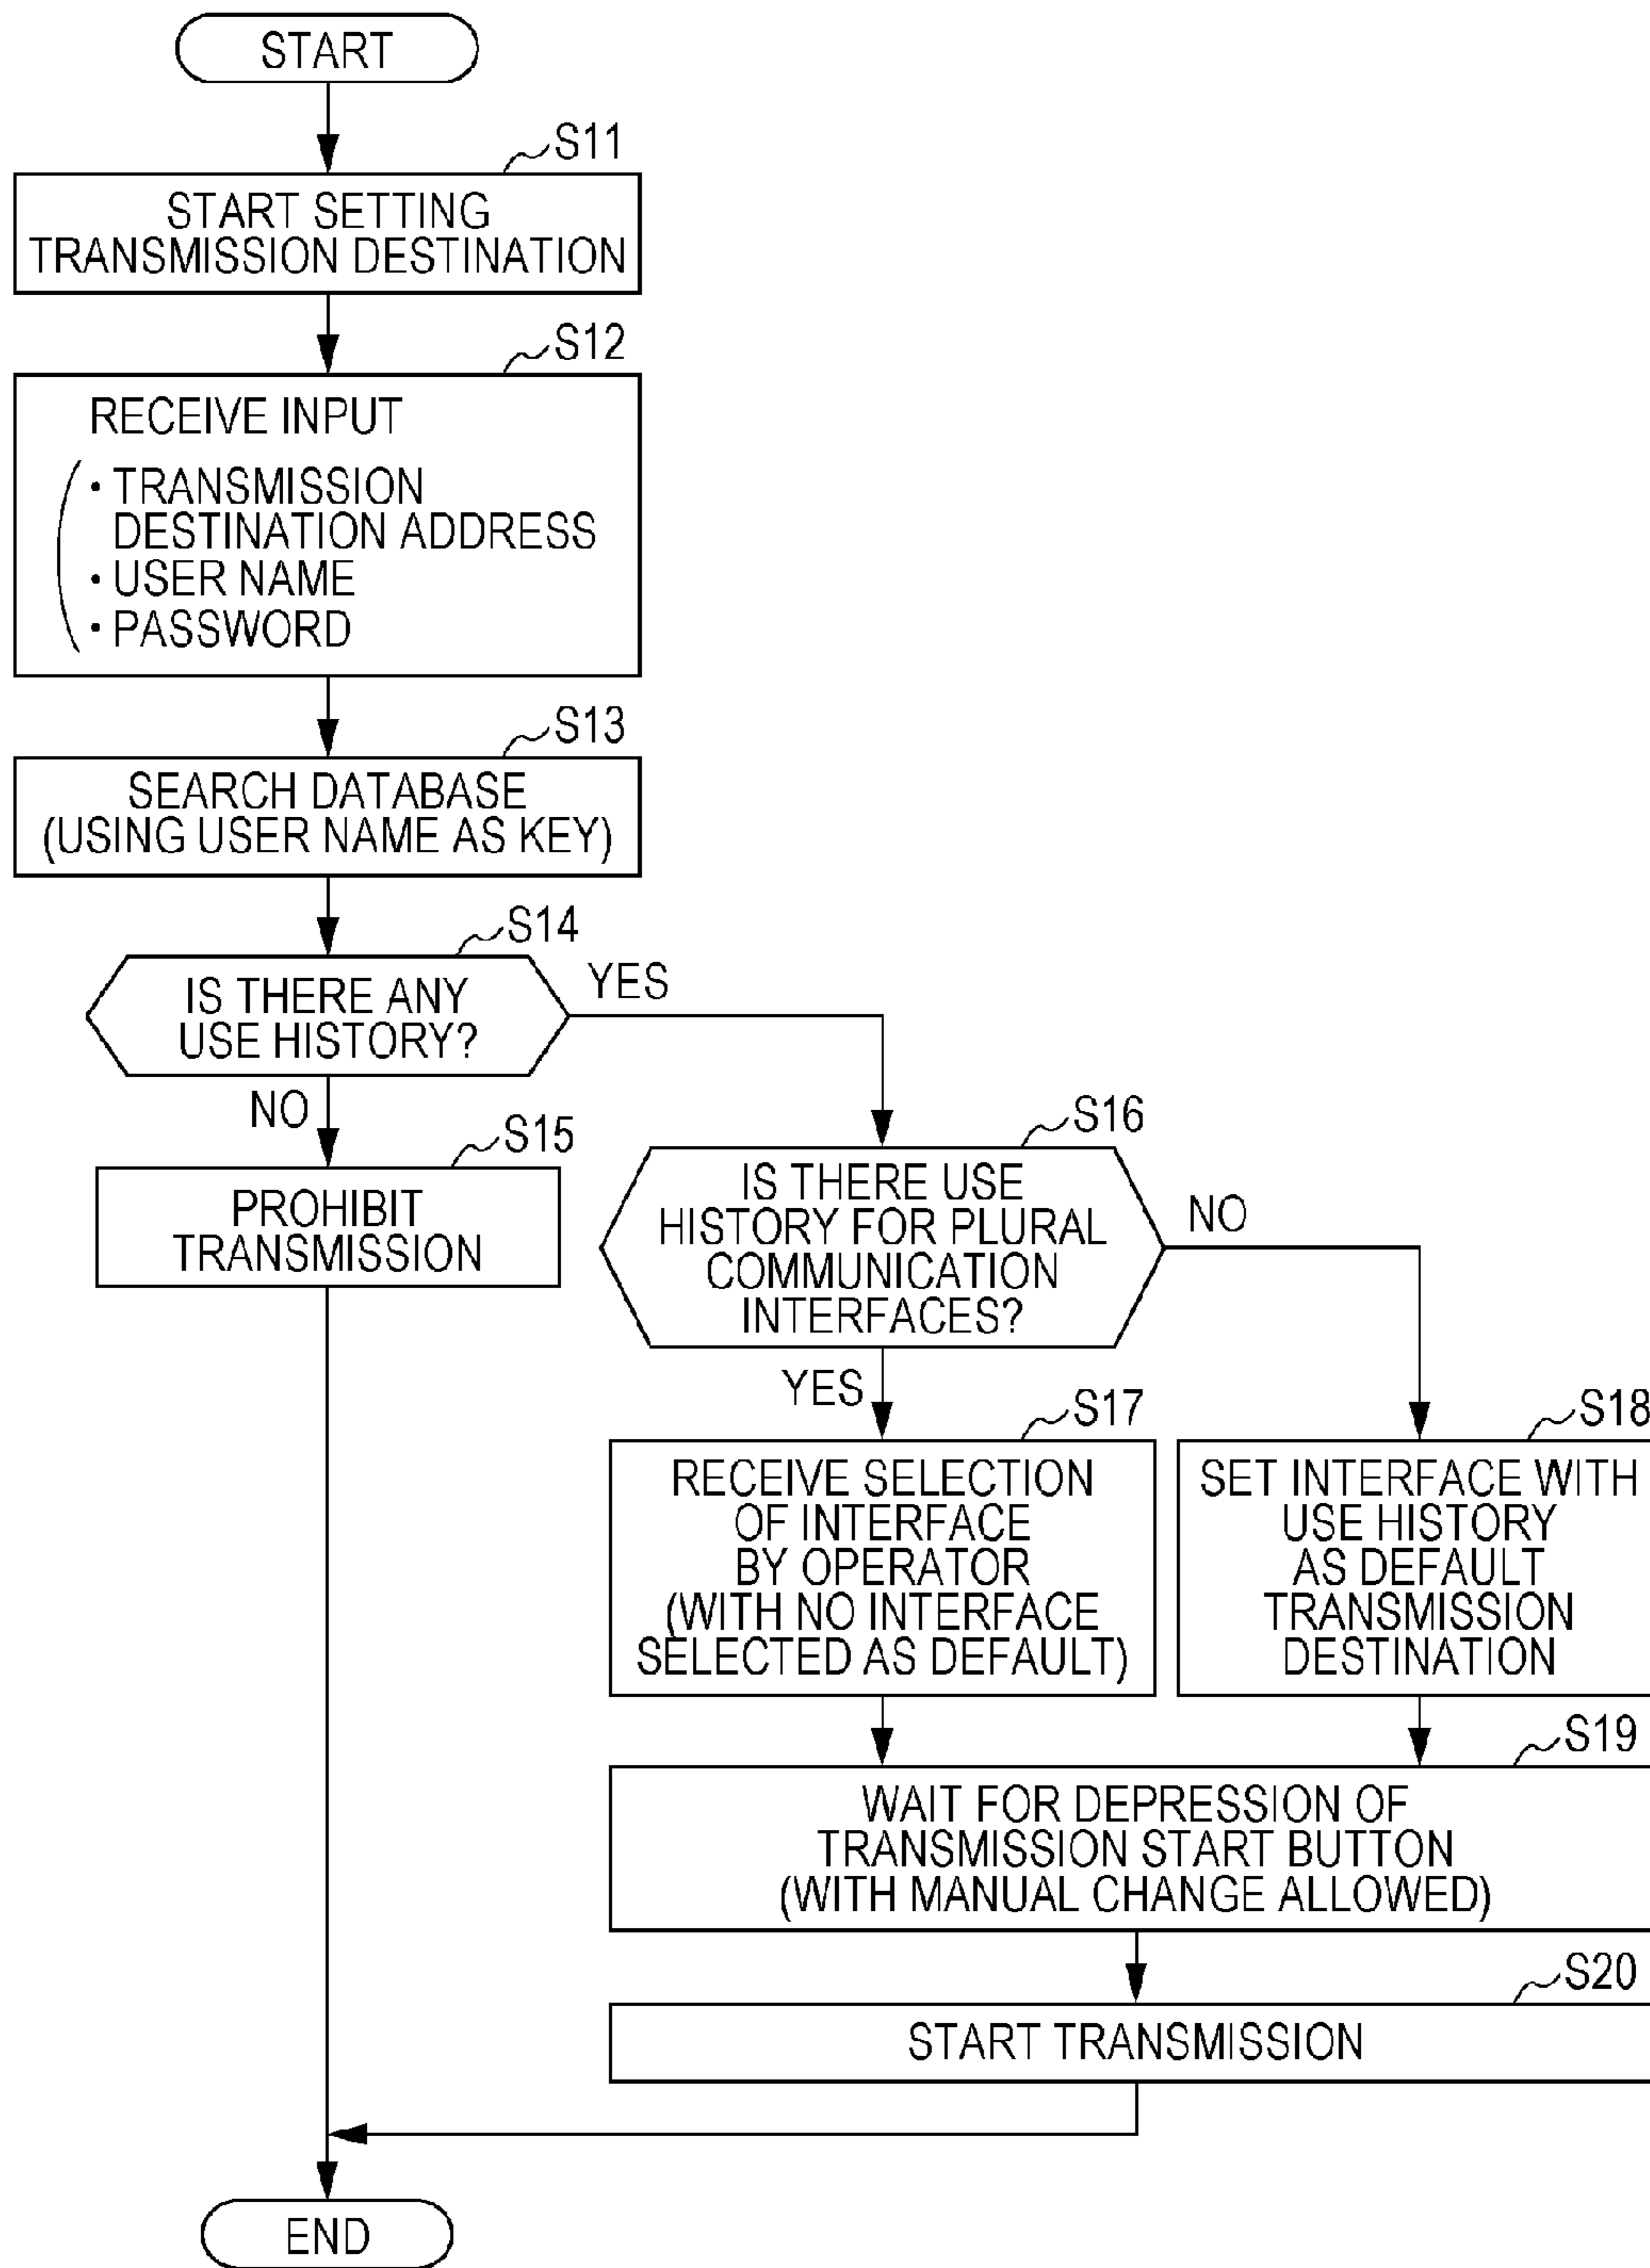 START
S11
START SETTING
TRANSMISSION DESTINATION
S12
RECEIVE INPUT
· TRANSMISSION
DESTINATION ADDRESS
· USER NAME
· PASSWORD
S13
SEARCH DATABASE
(USING USER NAME AS KEY)
S14
IS THERE ANY
USE HISTORY?
YES
NO
S15
PROHIBIT
TRANSMISSION
S16
IS THERE USE
HISTORY FOR PLURAL
COMMUNICATION
INTERFACES?
NO
YES
S17
RECEIVE SELECTION
OF INTERFACE
BY OPERATOR
(WITH NO INTERFACE
SELECTED AS DEFAULT)
S18
SET INTERFACE WITH
USE HISTORY
AS DEFAULT
TRANSMISSION
DESTINATION
S19
WAIT FOR DEPRESSION OF
TRANSMISSION START BUTTON
(WITH MANUAL CHANGE ALLOWED)
S20
START TRANSMISSION
END